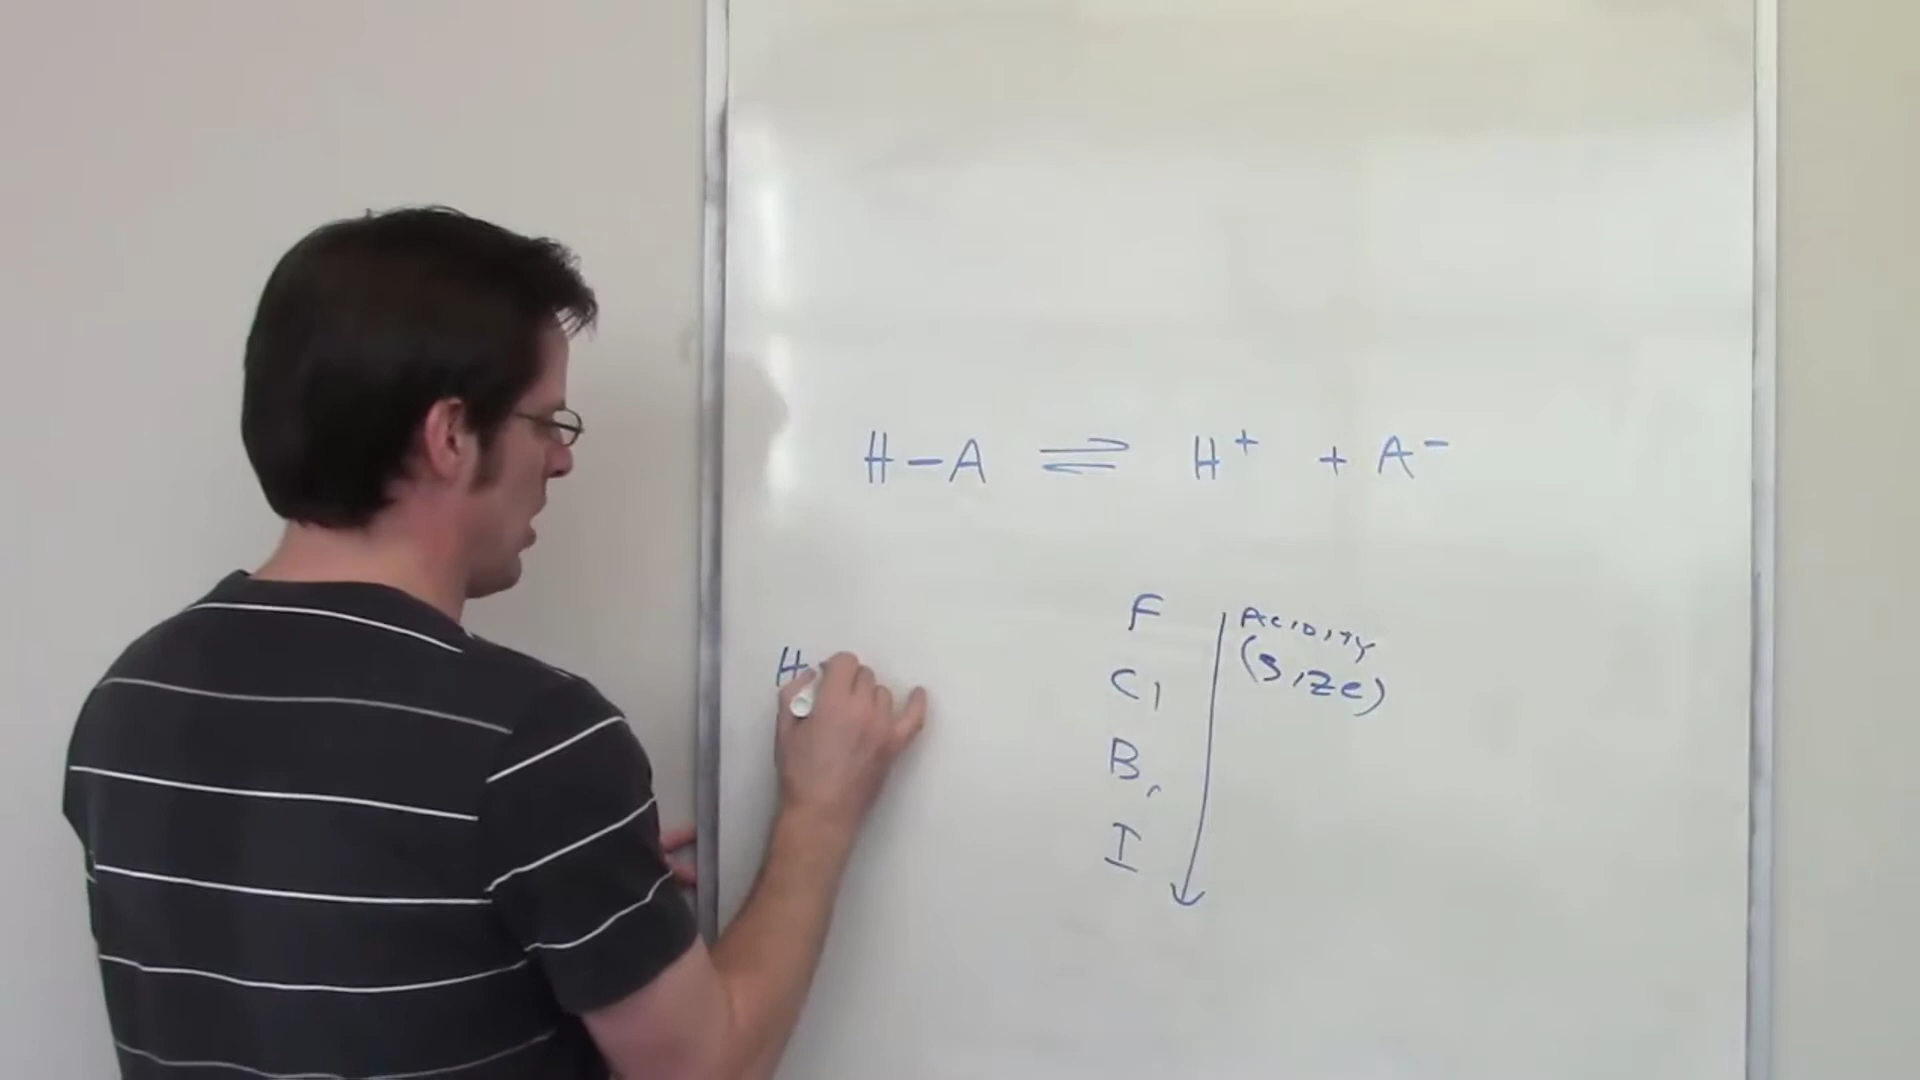 H-A ⇌ H⁺ + A⁻
F Acidity
H
(Size)
Cl
Br
I